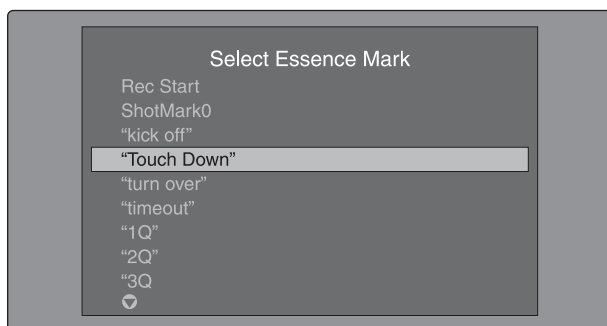 Select Essence Mark
Rec Start
ShotMark0
“kick off”
“Touch Down”
“turn over”
“timeout”
“1Q”
“2Q”
“3Q